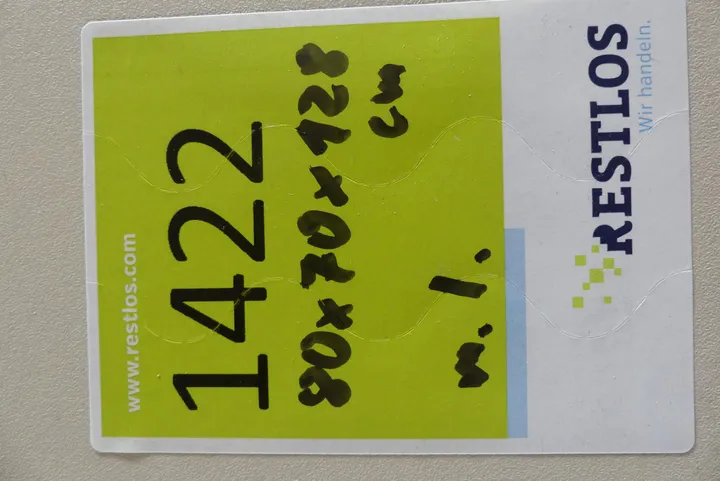 www.restlos.com
1422
80x70x128
cm
m. l.
RESTLOS
Wir handeln.